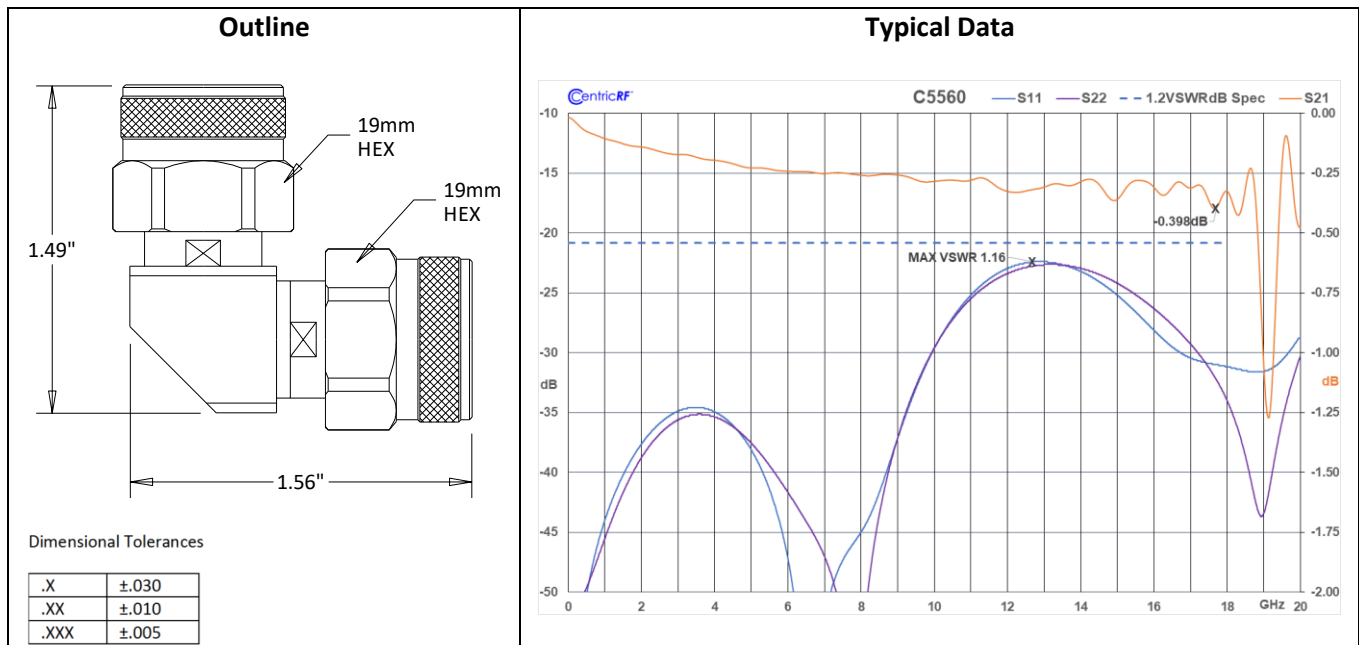 Outline
19mm
HEX
19mm
HEX
1.49"
1.56"
Dimensional Tolerances
.X ±.030
.XX ±.010
.XXX ±.005
Typical Data
CentricRF
C5560 S11 S22 1.2VSWRdB Spec S21
-10 0.00
-15 -0.25
-0.398dB
-20 -0.50
MAX VSWR 1.16
-25 -0.75
-30 -1.00
dB dB
-35 -1.25
-40 -1.50
-45 -1.75
-50 -2.00
0 2 4 6 8 10 12 14 16 18 GHz 20